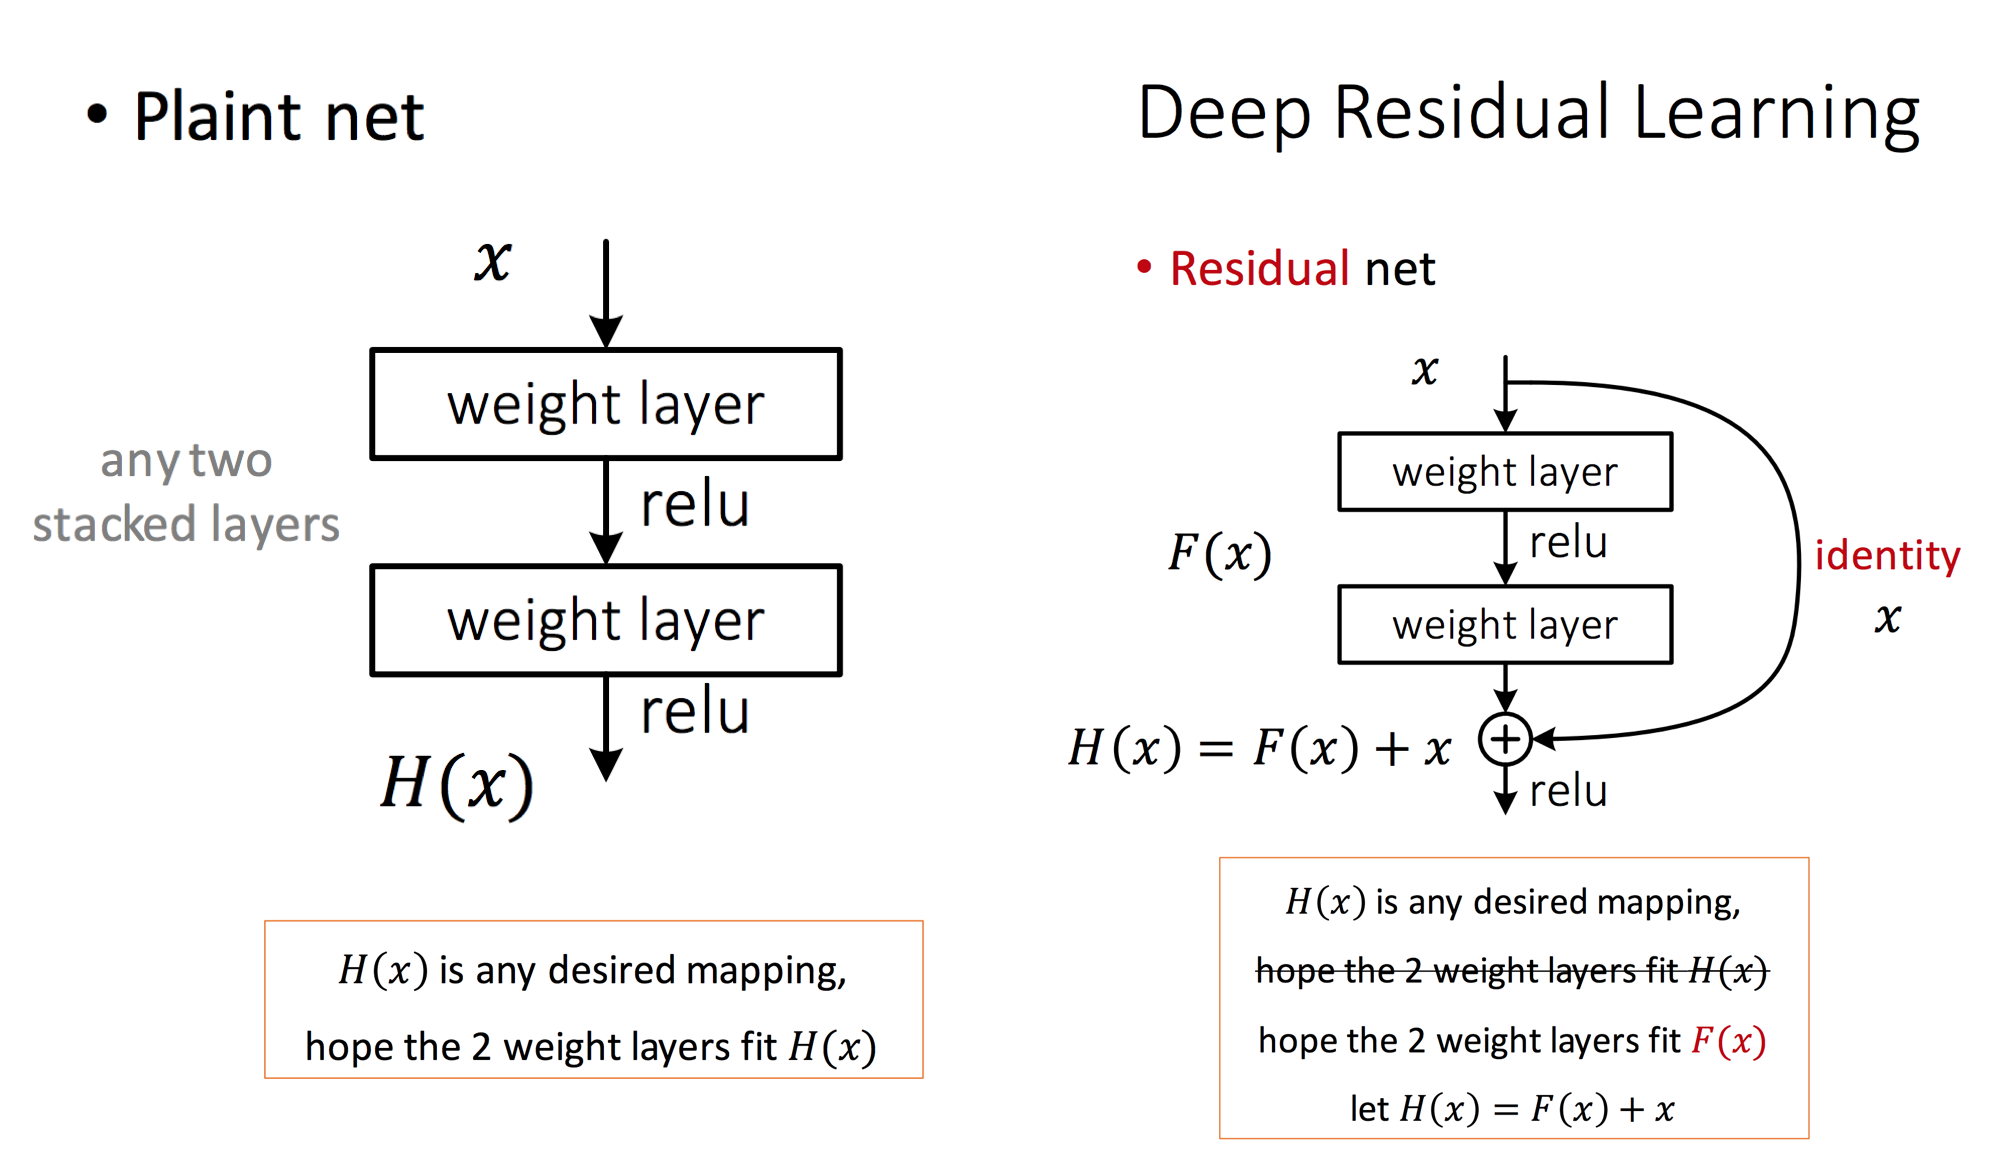 • Plaint net
x
weight layer
any two
stacked layers
relu
weight layer
relu
H(x)
H(x) is any desired mapping,
hope the 2 weight layers fit H(x)
Deep Residual Learning
• Residual net
x
weight layer
F(x)
relu
identity
x
weight layer
H(x) = F(x) + x
+
relu
H(x) is any desired mapping,
hope the 2 weight layers fit H(x)
hope the 2 weight layers fit F(x)
let H(x) = F(x) + x